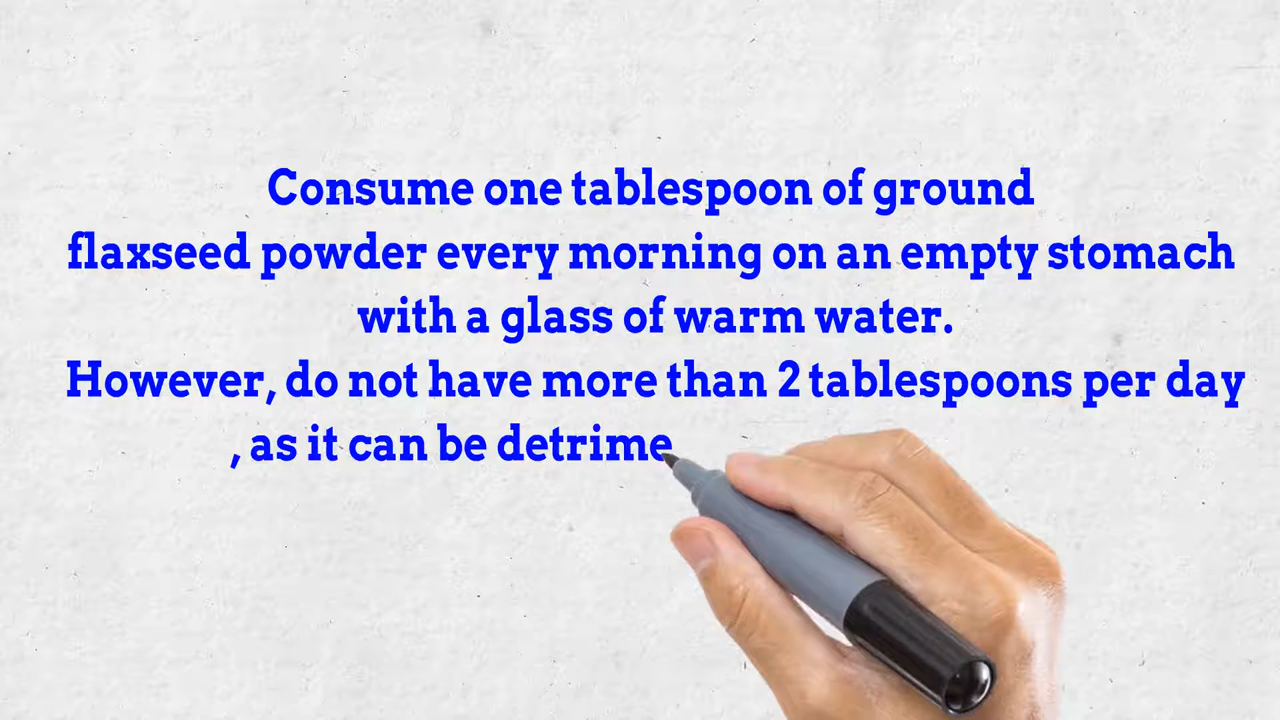 Consume one tablespoon of ground
flaxseed powder every morning on an empty stomach
with a glass of warm water.
However, do not have more than 2 tablespoons per day
, as it can be detrime